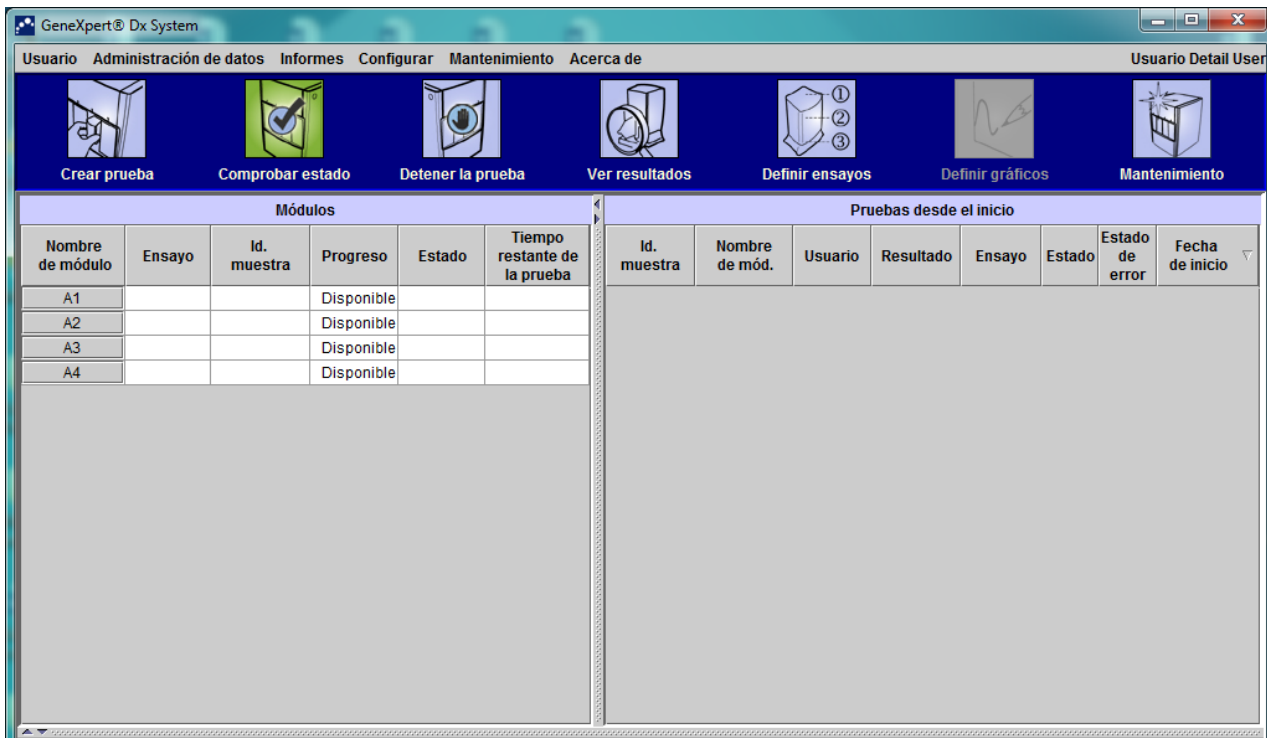 GeneXpert® Dx System
Usuario Administración de datos Informes Configurar Mantenimiento Acerca de Usuario Detail User
① 
② 
③
Crear prueba Comprobar estado Detener la prueba Ver resultados Definir ensayos Definir gráficos Mantenimiento
Módulos
Nombre
de módulo
Ensayo
Id.
muestra
Progreso
Estado
Tiempo
restante de
la prueba
A1 Disponible
A2 Disponible
A3 Disponible
A4 Disponible
Pruebas desde el inicio
Id.
muestra
Nombre
de mód.
Usuario
Resultado
Ensayo
Estado
Estado
de
error
Fecha
de inicio